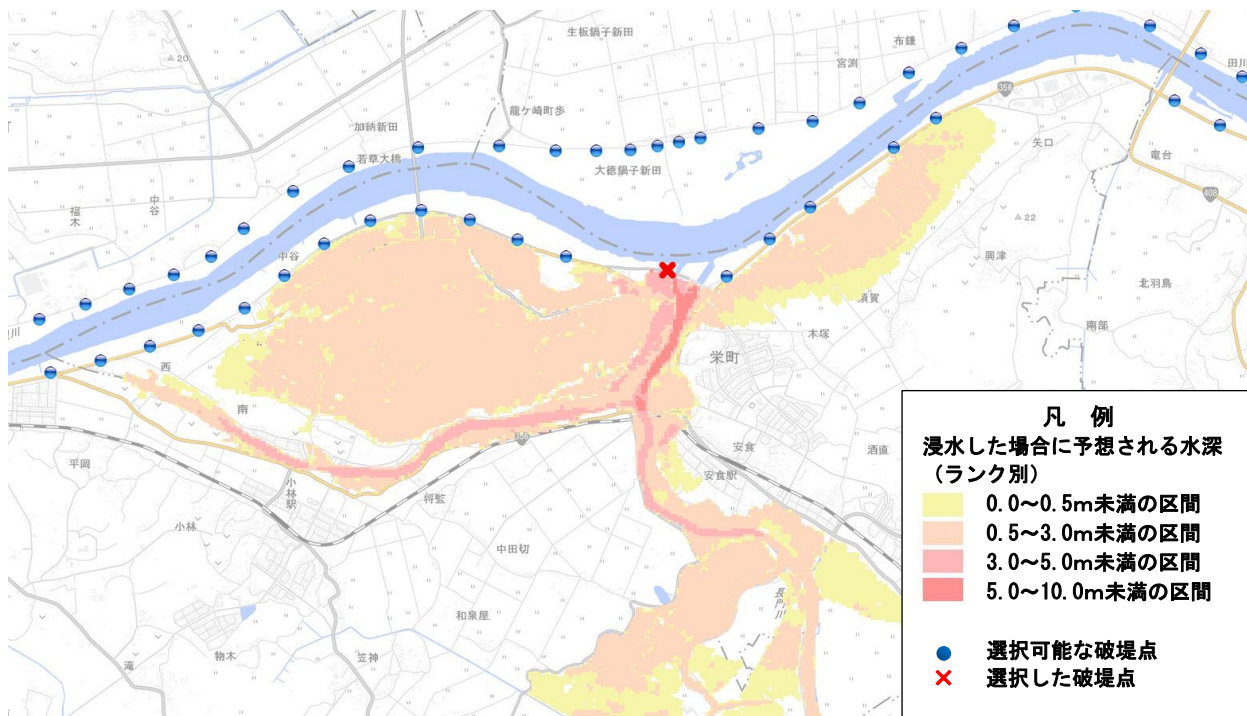 生板鍋子新田
布鎌
20
宮渕
田川
356
龍ケ崎町歩
加納新田
若草大橋
大徳鍋子新田
矢口
竜台
408
中谷
福木
22
中谷
興津
北羽鳥
須賀
南部
木塚
栄町
西
南
356
安食
酒直
安食駅
平岡
小林駅
将監
小林
中田切
長門川
和泉屋
笠神
物木
滝
凡 例
浸水した場合に予想される水深
(ランク別)
0.0~0.5m未満の区間
0.5~3.0m未満の区間
3.0~5.0m未満の区間
5.0~10.0m未満の区間
選択可能な破堤点
選択した破堤点